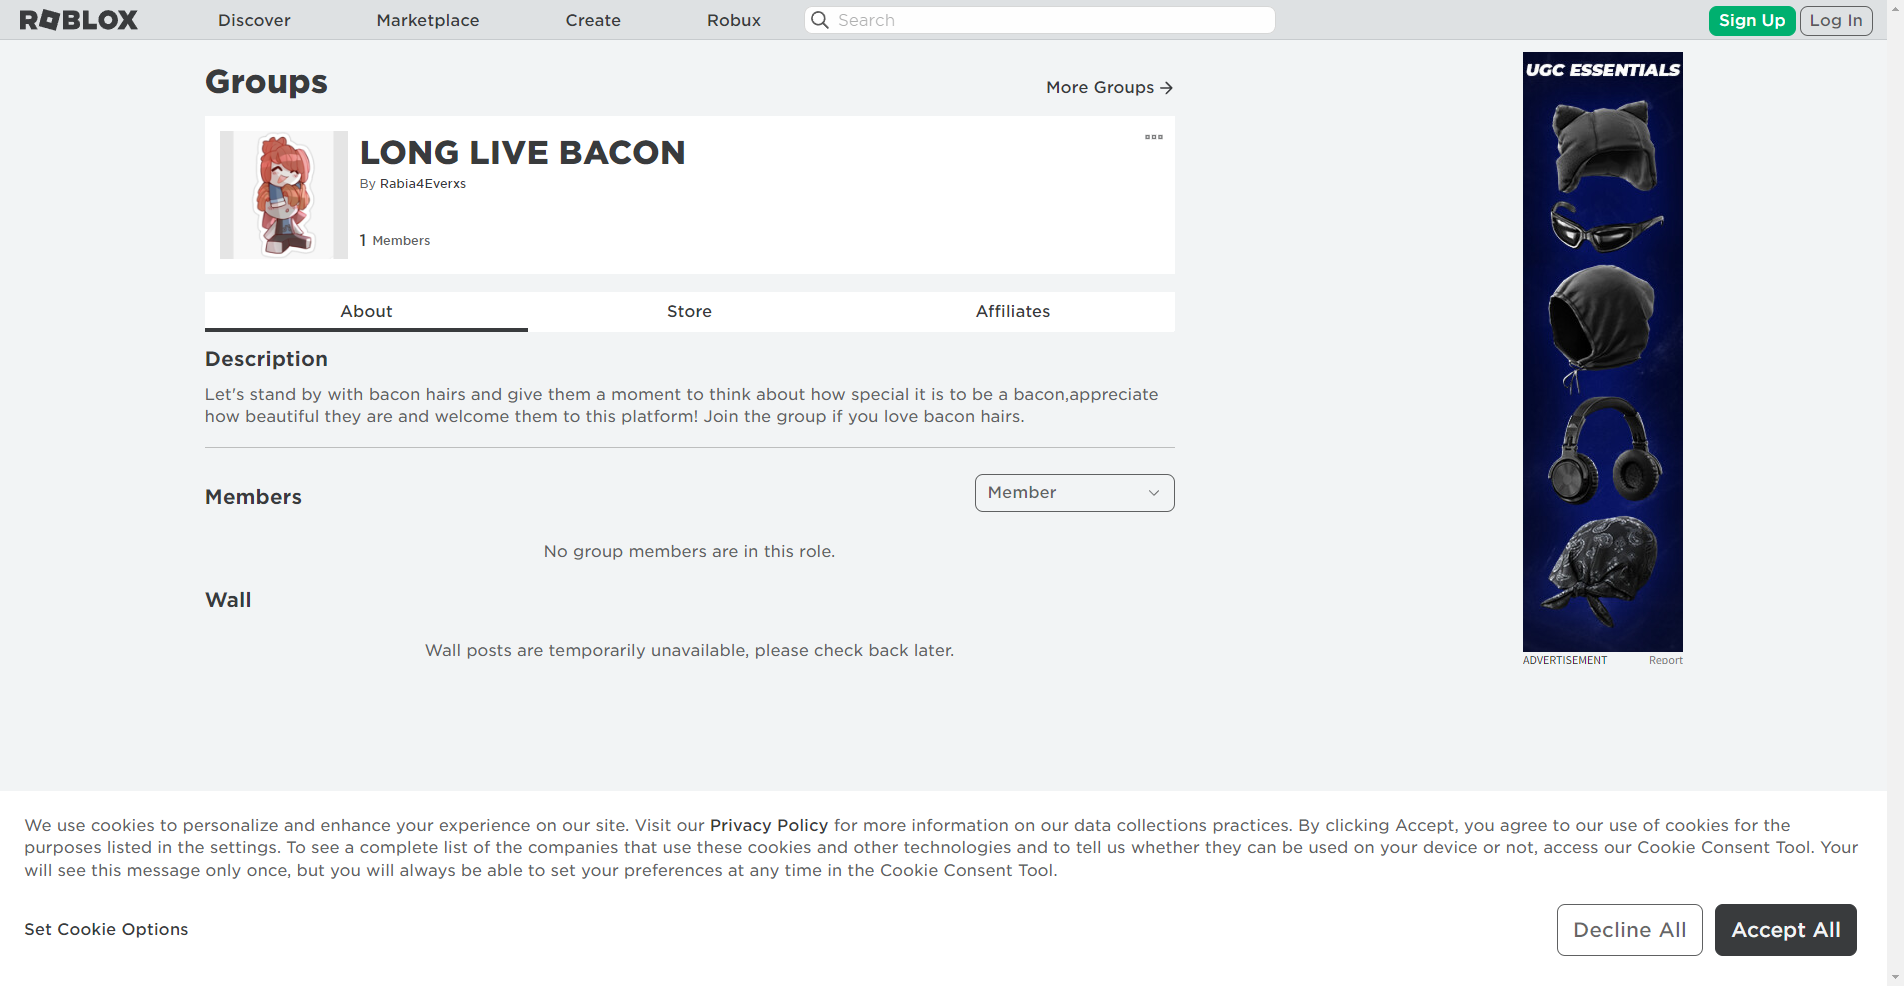 ROBLOX
Discover
Marketplace
Create
Robux
Search
Sign Up
Log In
Groups
More Groups
LONG LIVE BACON
By Rabia4Everxs
1 Members
About
Store
Affiliates
Description
Let's stand by with bacon hairs and give them a moment to think about how special it is to be a bacon,appreciate
how beautiful they are and welcome them to this platform! Join the group if you love bacon hairs.
Members
Member
No group members are in this role.
Wall
Wall posts are temporarily unavailable, please check back later.
UGC ESSENTIALS
ADVERTISEMENT
Report
We use cookies to personalize and enhance your experience on our site. Visit our Privacy Policy for more information on our data collections practices. By clicking Accept, you agree to our use of cookies for the
purposes listed in the settings. To see a complete list of the companies that use these cookies and other technologies and to tell us whether they can be used on your device or not, access our Cookie Consent Tool. Your
will see this message only once, but you will always be able to set your preferences at any time in the Cookie Consent Tool.
Set Cookie Options
Decline All
Accept All